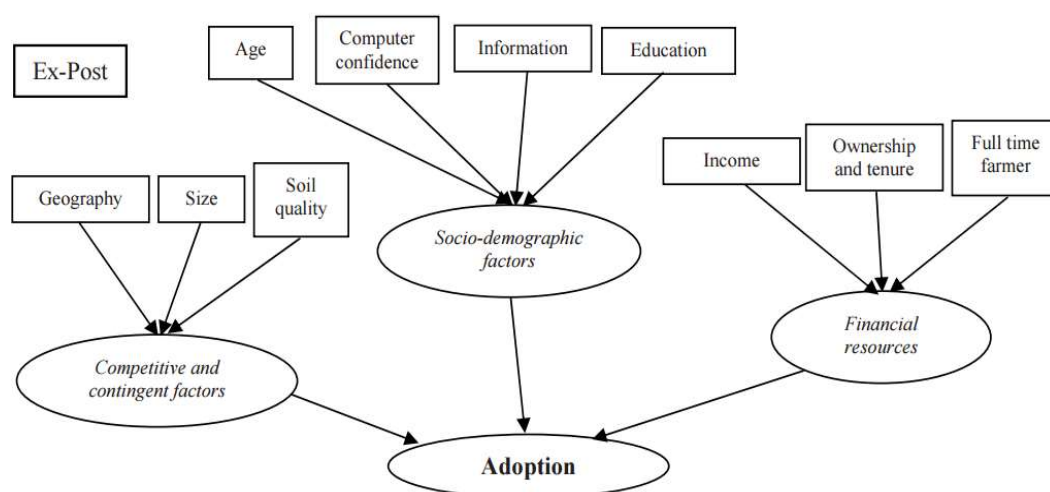 Ex-Post
Age
Computer
confidence
Information
Education
Geography
Size
Soil
quality
Income
Ownership
and tenure
Full time
farmer
Socio-demographic
factors
Competitive and
contingent factors
Financial
resources
Adoption